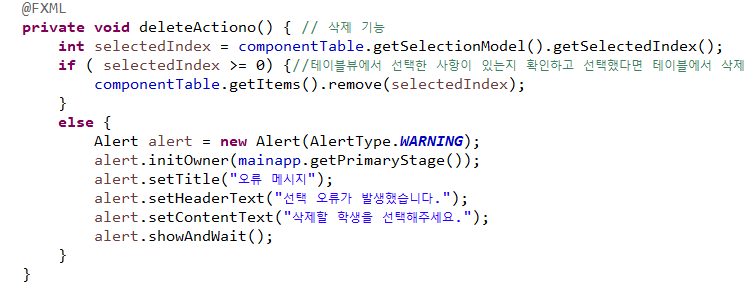 @FXML
private void deleteActiono() { // 삭제 기능
int selectedIndex = componentTable.getSelectionModel().getSelectedIndex();
if ( selectedIndex >= 0) {//테이블뷰에서 선택한 사항이 있는지 확인하고 선택했다면 테이블에서 삭제
componentTable.getItems().remove(selectedIndex);
}
else {
Alert alert = new Alert(AlertType.WARNING);
alert.initOwner(mainapp.getPrimaryStage());
alert.setTitle("오류 메시지");
alert.setHeaderText("선택 오류가 발생했습니다.");
alert.setContentText("삭제할 학생을 선택해주세요.");
alert.showAndWait();
}
}